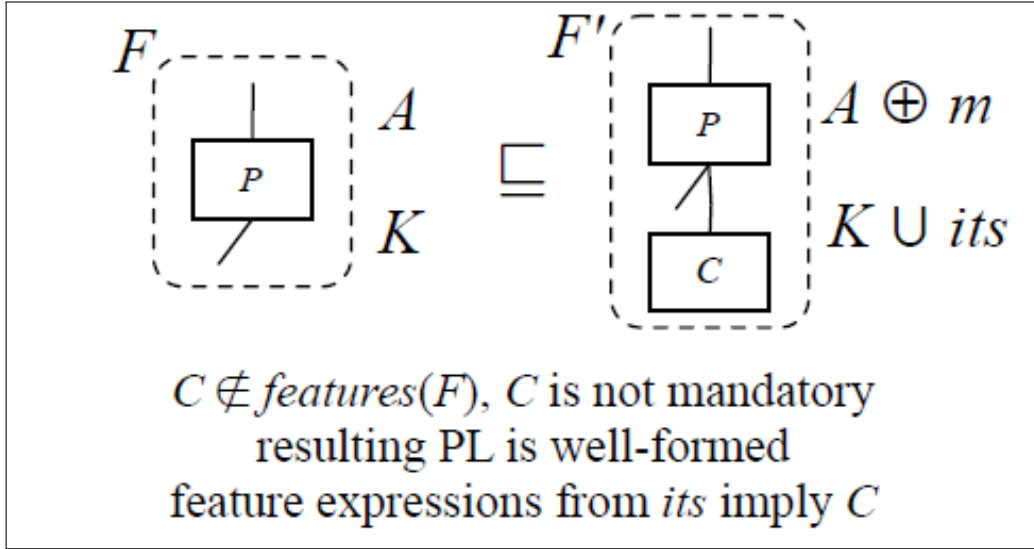 F
P
A
K
⊑
F'
P
C
A ⊕ m
K ∪ its
C ∉ features(F), C is not mandatory
resulting PL is well-formed
feature expressions from its imply C